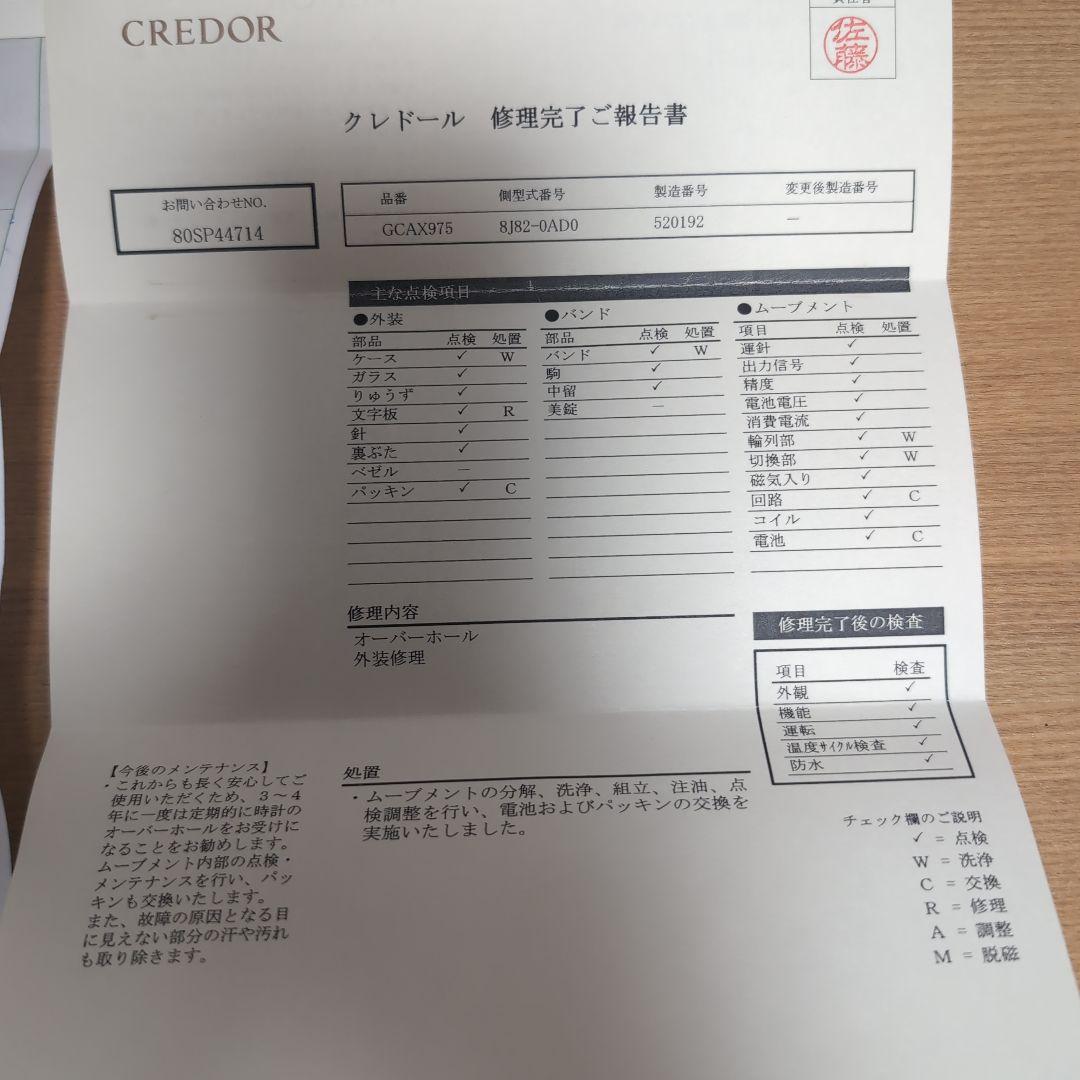 CREDOR
責任者
佐藤
クレドール 修理完了ご報告書
お問い合わせNO.
80SP44714
品番 側型式番号 製造番号 変更後製造番号
GCAX975 8J82-0AD0 520192 －
主な点検項目
●外装
部品 点検 処置
ケース ✓ W
ガラス ✓
りゅうず ✓
文字板 ✓ R
針 ✓
裏ぶた ✓
ベゼル －
パッキン ✓ C
●バンド
部品 点検 処置
バンド ✓ W
駒 ✓
中留 ✓
美錠 －
●ムーブメント
項目 点検 処置
運針 ✓
出力信号 ✓
精度 ✓
電池電圧 ✓
消費電流 ✓
輪列部 ✓ W
切換部 ✓ W
磁気入り ✓
回路 ✓ C
コイル ✓
電池 ✓ C
修理内容
オーバーホール
外装修理
修理完了後の検査
項目 検査
外観 ✓
機能 ✓
運転 ✓
温度ｻｲｸﾙ検査 ✓
防水 ✓
【今後のメンテナンス】
・これからも長く安心してご
使用いただくため、３～４
年に一度は定期的に時計の
オーバーホールをお受けに
なることをお勧めします。
ムーブメント内部の点検・
メンテナンスを行い、パッ
キンも交換いたします。
また、故障の原因となる目
に見えない部分の汗や汚れ
も取り除きます。
処置
・ムーブメントの分解、洗浄、組立、注油、点
検調整を行い、電池およびパッキンの交換を
実施いたしました。
チェック欄のご説明
✓ = 点検
W = 洗浄
C = 交換
R = 修理
A = 調整
M = 脱磁